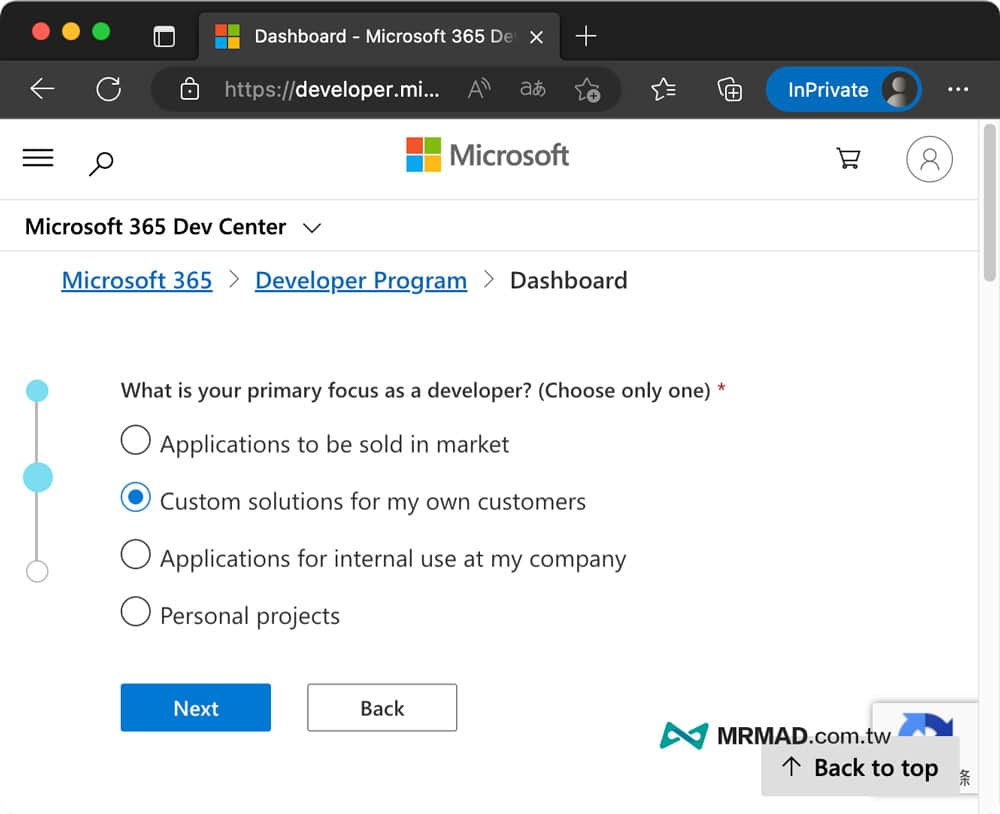 Dashboard - Microsoft 365 De
https://developer.mi...
InPrivate
Microsoft
Microsoft 365 Dev Center
Microsoft 365 > Developer Program > Dashboard
What is your primary focus as a developer? (Choose only one) *
Applications to be sold in market
Custom solutions for my own customers
Applications for internal use at my company
Personal projects
Next
Back
MRMAD.com.tw
Back to top
條